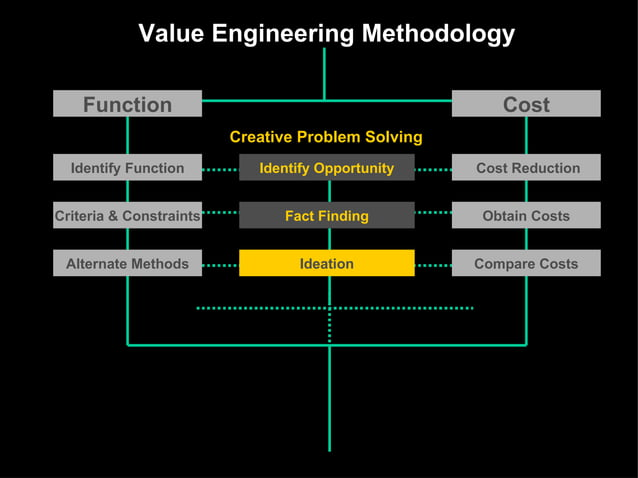 Value Engineering Methodology
Function
Cost
Creative Problem Solving
Identify Function
Identify Opportunity
Cost Reduction
Criteria & Constraints
Fact Finding
Obtain Costs
Alternate Methods
Ideation
Compare Costs